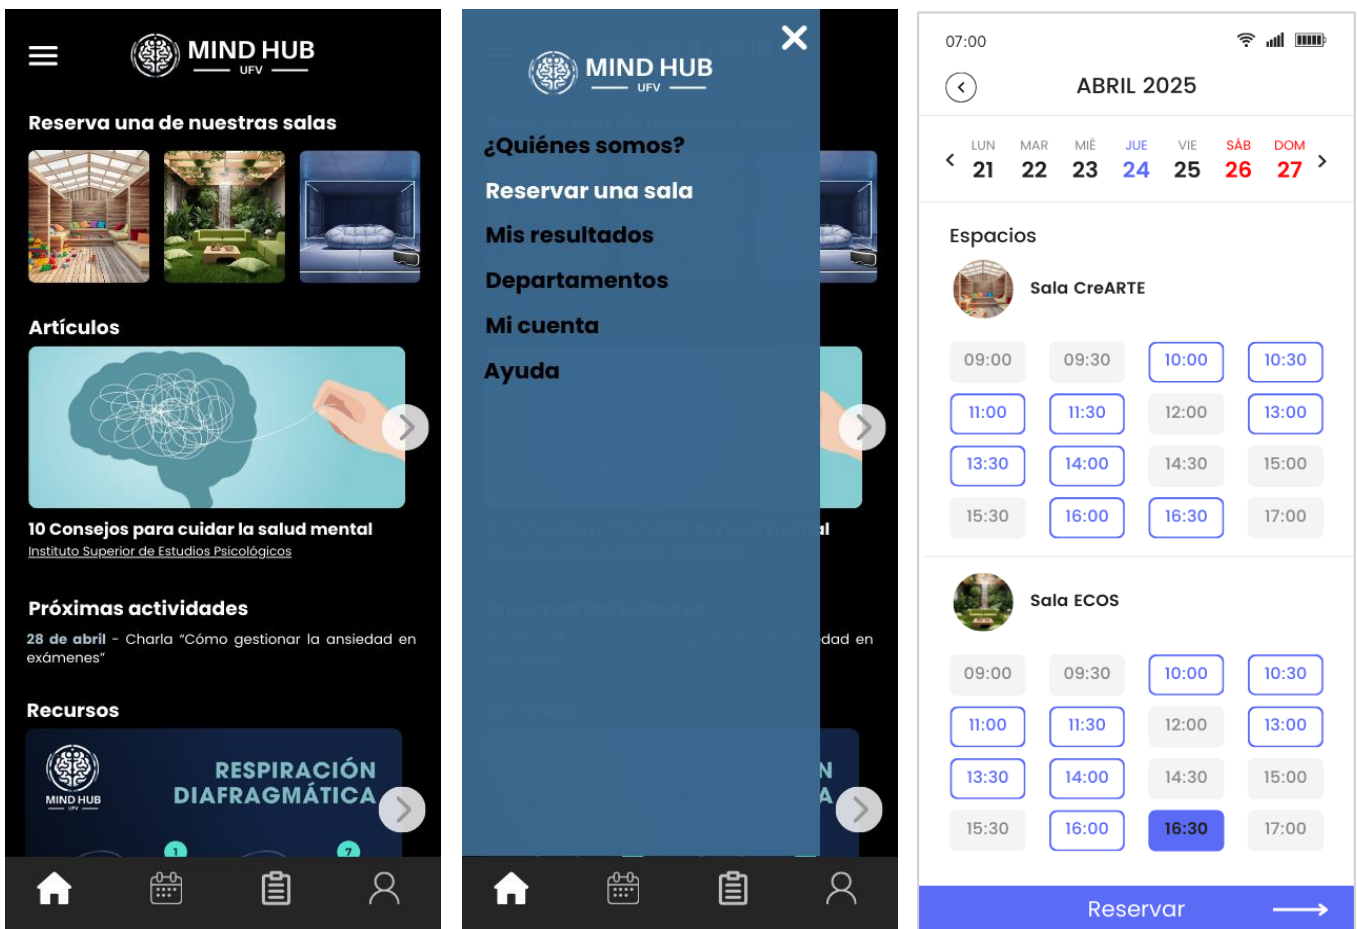 MIND HUB
UFV
Reserva una de nuestras salas
Artículos
10 Consejos para cuidar la salud mental
Instituto Superior de Estudios Psicológicos
Próximas actividades
28 de abril - Charla “Cómo gestionar la ansiedad en
exámenes”
Recursos
MIND HUB
UFV
RESPIRACIÓN
DIAFRAGMÁTICA
1
7
MIND HUB
UFV
¿Quiénes somos?
Reservar una sala
Mis resultados
Departamentos
Mi cuenta
Ayuda
al
dad en
N
A
07:00
ABRIL 2025
LUN MAR MIÉ JUE VIE SÁB DOM
21 22 23 24 25 26 27
Espacios
Sala CreARTE
09:00 09:30 10:00 10:30
11:00 11:30 12:00 13:00
13:30 14:00 14:30 15:00
15:30 16:00 16:30 17:00
Sala ECOS
09:00 09:30 10:00 10:30
11:00 11:30 12:00 13:00
13:30 14:00 14:30 15:00
15:30 16:00 16:30 17:00
Reservar